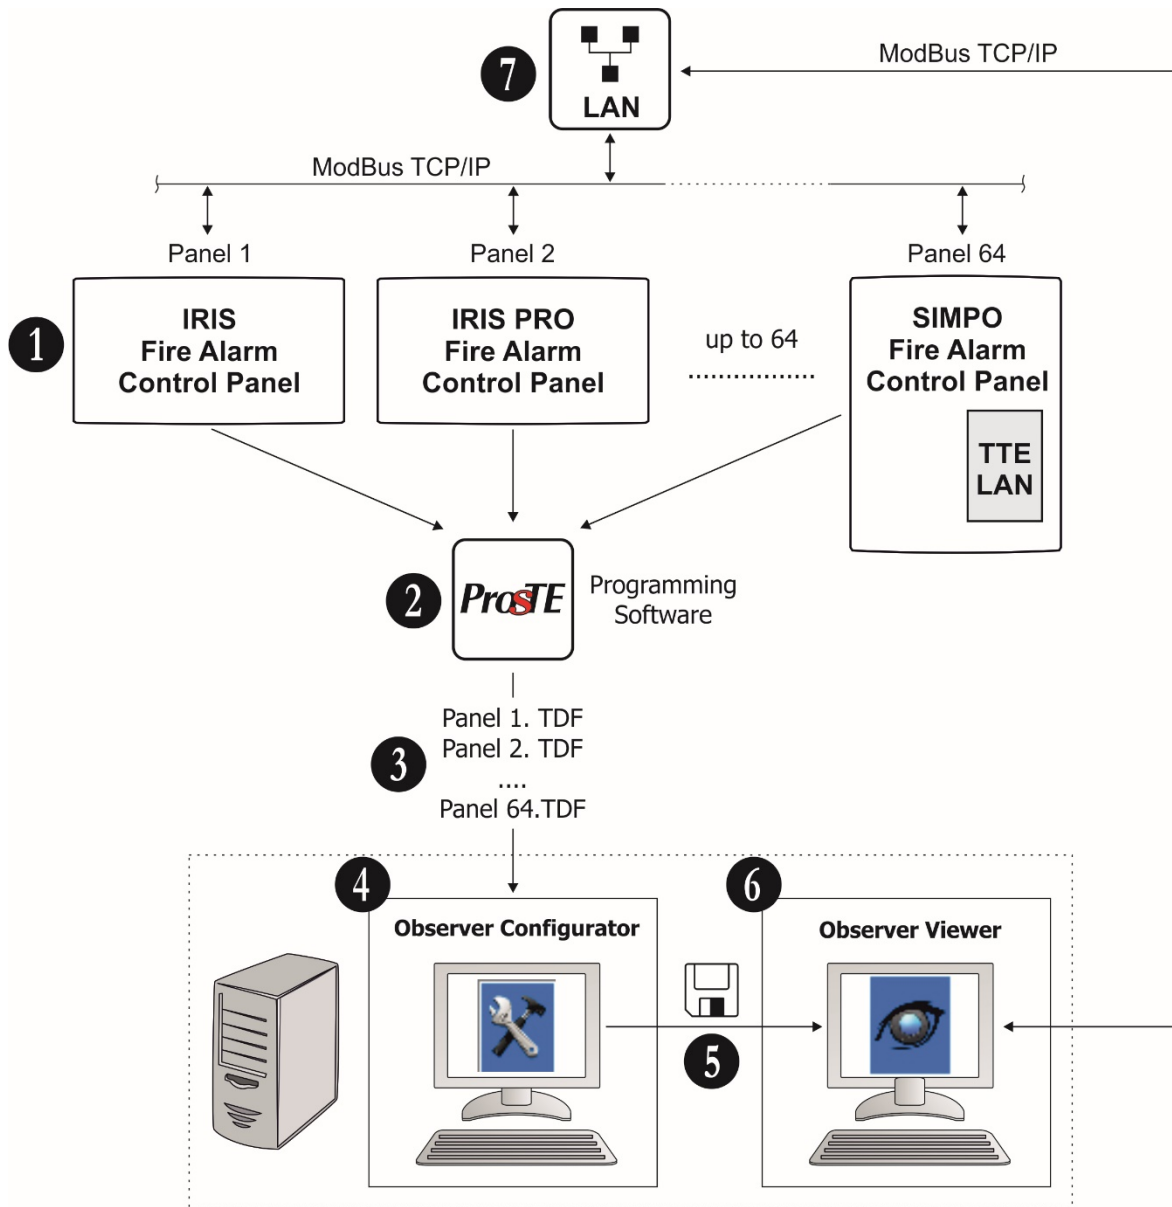 7
LAN
ModBus TCP/IP
ModBus TCP/IP
Panel 1
Panel 2
Panel 64
1
IRIS
Fire Alarm
Control Panel
IRIS PRO
Fire Alarm
Control Panel
up to 64
.................
SIMPO
Fire Alarm
Control Panel
TTE
LAN
2
ProsTE
Programming
Software
3
Panel 1. TDF
Panel 2. TDF
....
Panel 64.TDF
4
Observer Configurator
5
6
Observer Viewer